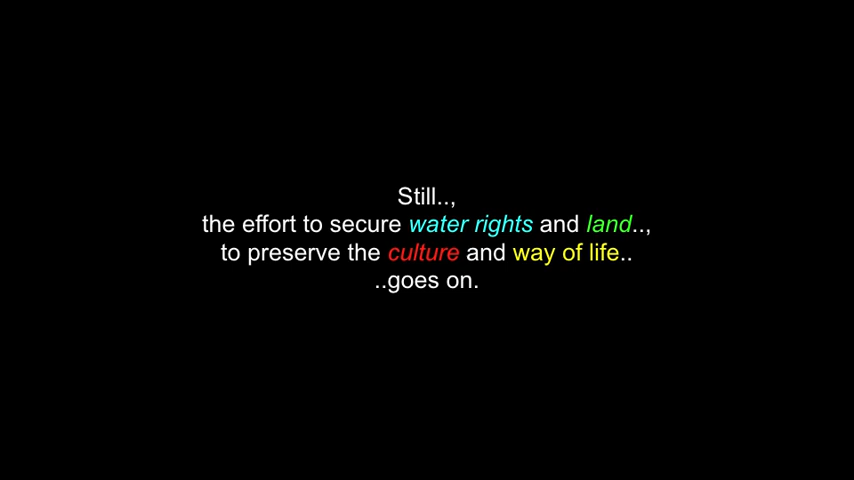 Still..,
the effort to secure water rights and land..,
to preserve the culture and way of life..
..goes on.